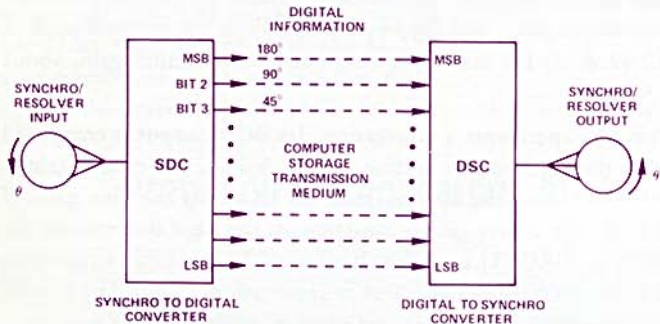 DIGITAL
INFORMATION
MSB
180°
MSB
BIT 2
90°
BIT 3
45°
SYNCHRO/
RESOLVER
INPUT
SYNCHRO/
RESOLVER
OUTPUT
θ
SDC
COMPUTER
STORAGE
TRANSMISSION
MEDIUM
DSC
θ
LSB
LSB
SYNCHRO TO DIGITAL
CONVERTER
DIGITAL TO SYNCHRO
CONVERTER